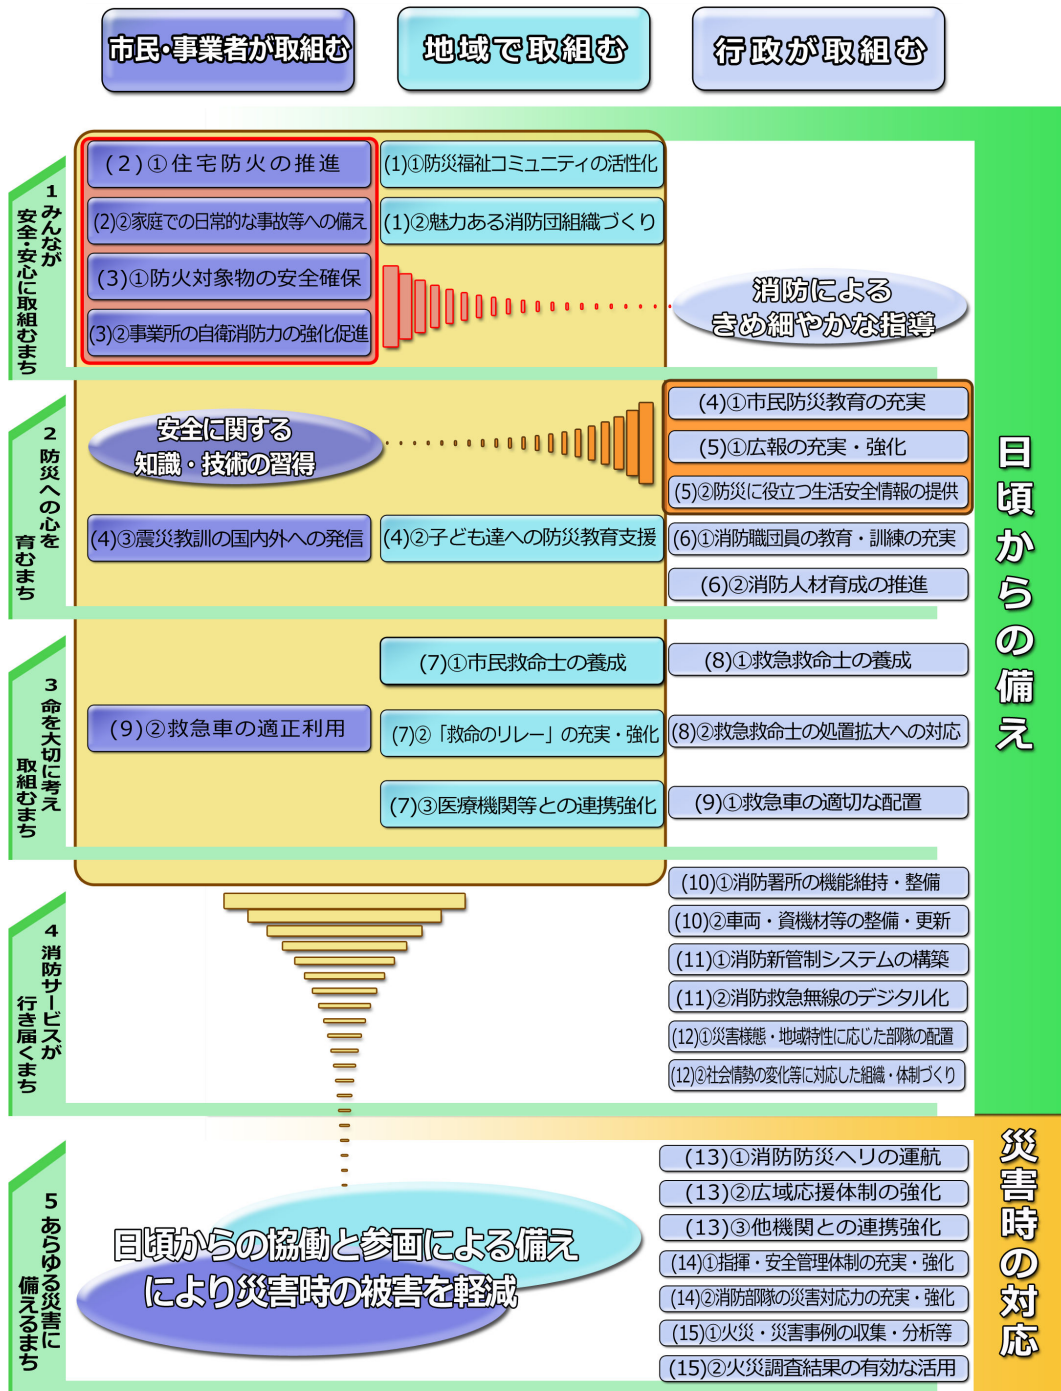 市民・事業者が取組む
地域で取組む
行政が取組む
1 みんなが
安全・安心に取組むまち
(2)①住宅防火の推進
(1)①防災福祉コミュニティの活性化
(2)②家庭での日常的な事故等への備え
(1)②魅力ある消防団組織づくり
(3)①防火対象物の安全確保
(3)②事業所の自衛消防力の強化促進
消防による
きめ細やかな指導
2 防災への心を
育むまち
安全に関する
知識・技術の習得
(4)①市民防災教育の充実
(5)①広報の充実・強化
(5)②防災に役立つ生活安全情報の提供
(4)③震災教訓の国内外への発信
(4)②子ども達への防災教育支援
(6)①消防職団員の教育・訓練の充実
(6)②消防人材育成の推進
3 命を大切に考え
取組むまち
(7)①市民救命士の養成
(8)①救急救命士の養成
(9)②救急車の適正利用
(7)②「救命のリレー」の充実・強化
(8)②救急救命士の処置拡大への対応
(7)③医療機関等との連携強化
(9)①救急車の適切な配置
日頃からの備え
4 消防サービスが
行き届くまち
(10)①消防署所の機能維持・整備
(10)②車両・資機材等の整備・更新
(11)①消防新管制システムの構築
(11)②消防救急無線のデジタル化
(12)①災害様態・地域特性に応じた部隊の配置
(12)②社会情勢の変化等に対応した組織・体制づくり
5 あらゆる災害に
備えるまち
日頃からの協働と参画による備え
により災害時の被害を軽減
(13)①消防防災ヘリの運航
(13)②広域応援体制の強化
(13)③他機関との連携強化
(14)①指揮・安全管理体制の充実・強化
(14)②消防部隊の災害対応力の充実・強化
(15)①火災・災害事例の収集・分析等
(15)②火災調査結果の有効な活用
災害時の対応